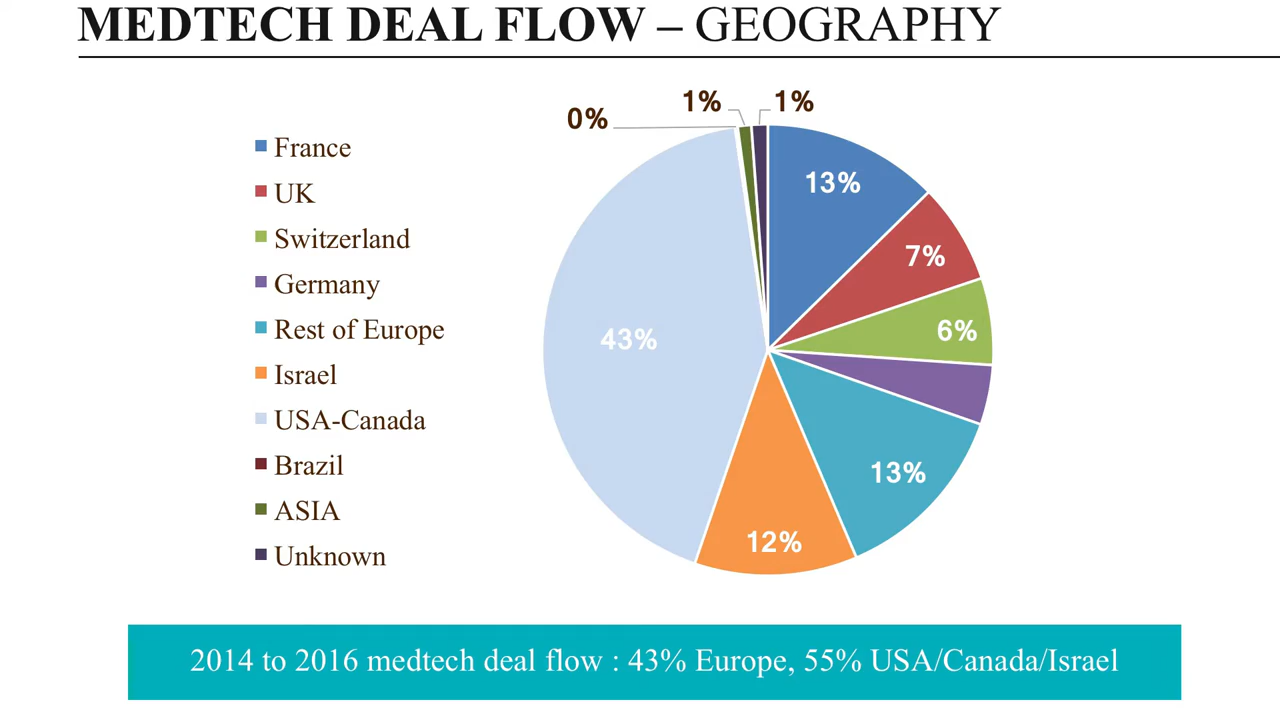 MEDTECH DEAL FLOW – GEOGRAPHY
0%
1%
1%
France
UK
Switzerland
Germany
Rest of Europe
Israel
USA-Canada
Brazil
ASIA
Unknown
13%
7%
6%
13%
12%
43%
2014 to 2016 medtech deal flow : 43% Europe, 55% USA/Canada/Israel